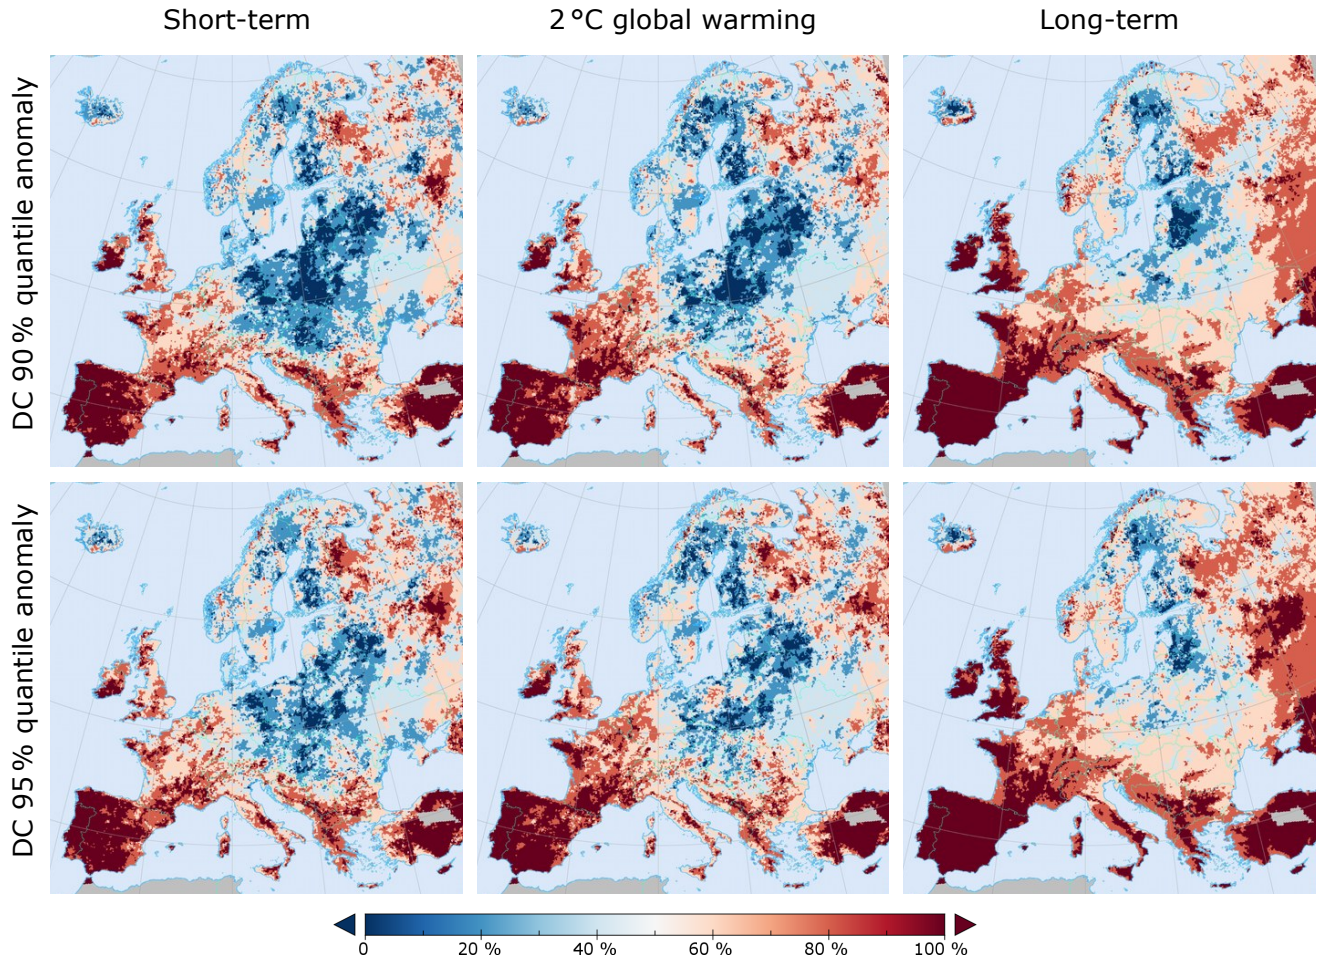 Short-term
2 °C global warming
Long-term
DC 90 % quantile anomaly
DC 95 % quantile anomaly
0
20 %
40 %
60 %
80 %
100 %